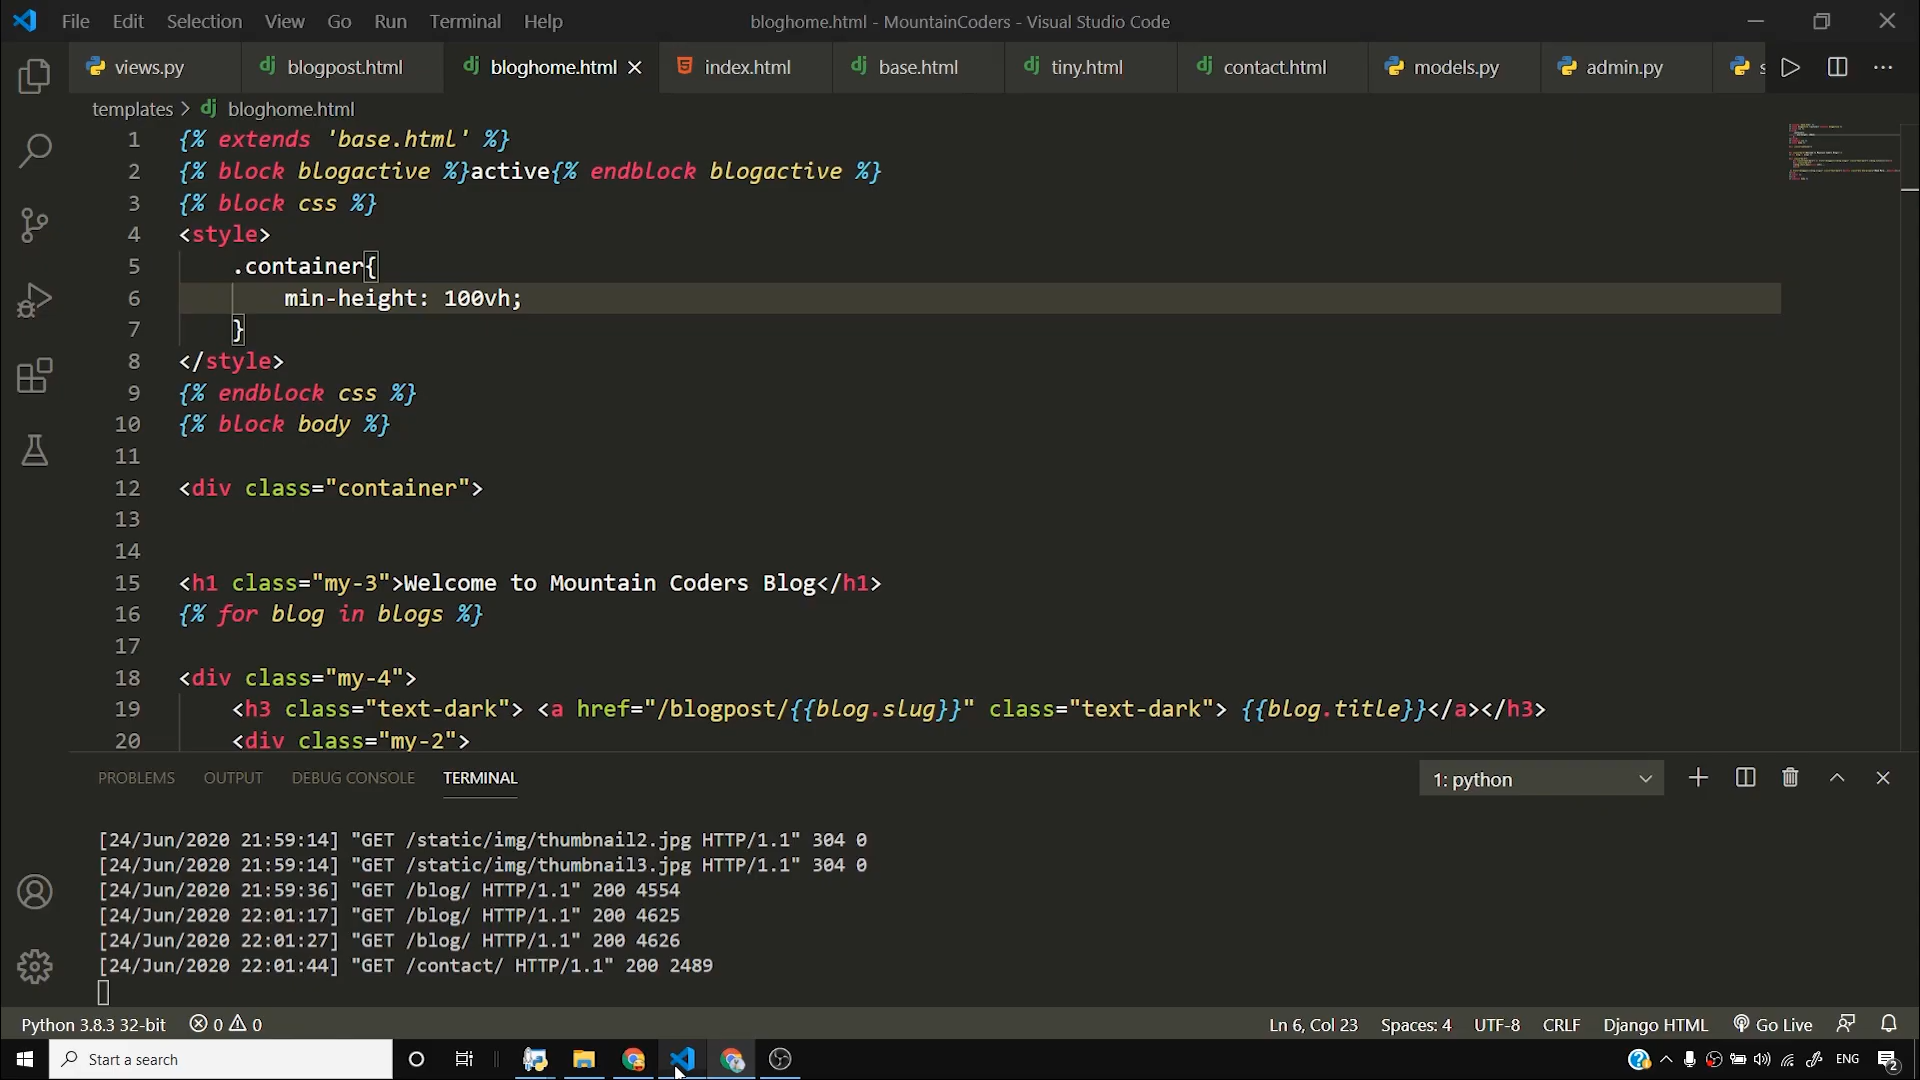 File Edit Selection View Go Run Terminal Help bloghome.html - MountainCoders - Visual Studio Code
views.py blogpost.html bloghome.html index.html base.html tiny.html contact.html models.py admin.py s
templates > bloghome.html
1 {% extends 'base.html' %}
2 {% block blogactive %}active{% endblock blogactive %}
3 {% block css %}
4 <style>
5 .container{
6 min-height: 100vh;
7 }
8 </style>
9 {% endblock css %}
10 {% block body %}
11
12 <div class="container">
13
14
15 <h1 class="my-3">Welcome to Mountain Coders Blog</h1>
16 {% for blog in blogs %}
17
18 <div class="my-4">
19 <h3 class="text-dark"> <a href="/blogpost/{{blog.slug}}" class="text-dark"> {{blog.title}}</a></h3>
20 <div class="my-2">
PROBLEMS OUTPUT DEBUG CONSOLE TERMINAL 1: python
[24/Jun/2020 21:59:14] "GET /static/img/thumbnail2.jpg HTTP/1.1" 304 0
[24/Jun/2020 21:59:14] "GET /static/img/thumbnail3.jpg HTTP/1.1" 304 0
[24/Jun/2020 21:59:36] "GET /blog/ HTTP/1.1" 200 4554
[24/Jun/2020 22:01:17] "GET /blog/ HTTP/1.1" 200 4625
[24/Jun/2020 22:01:27] "GET /blog/ HTTP/1.1" 200 4626
[24/Jun/2020 22:01:44] "GET /contact/ HTTP/1.1" 200 2489
Python 3.8.3 32-bit 0 0 Ln 6, Col 23 Spaces: 4 UTF-8 CRLF Django HTML Go Live
Start a search ENG 2